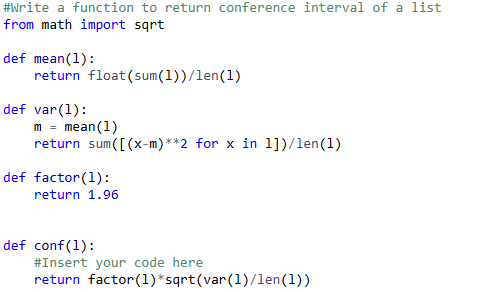 #Write a function to return conference interval of a list
from math import sqrt
def mean(l):
    return float(sum(l))/len(l)
def var(l):
    m = mean(l)
    return sum([(x-m)**2 for x in l])/len(l)
def factor(l):
    return 1.96
def conf(l):
    #Insert your code here
    return factor(l)*sqrt(var(l)/len(l))